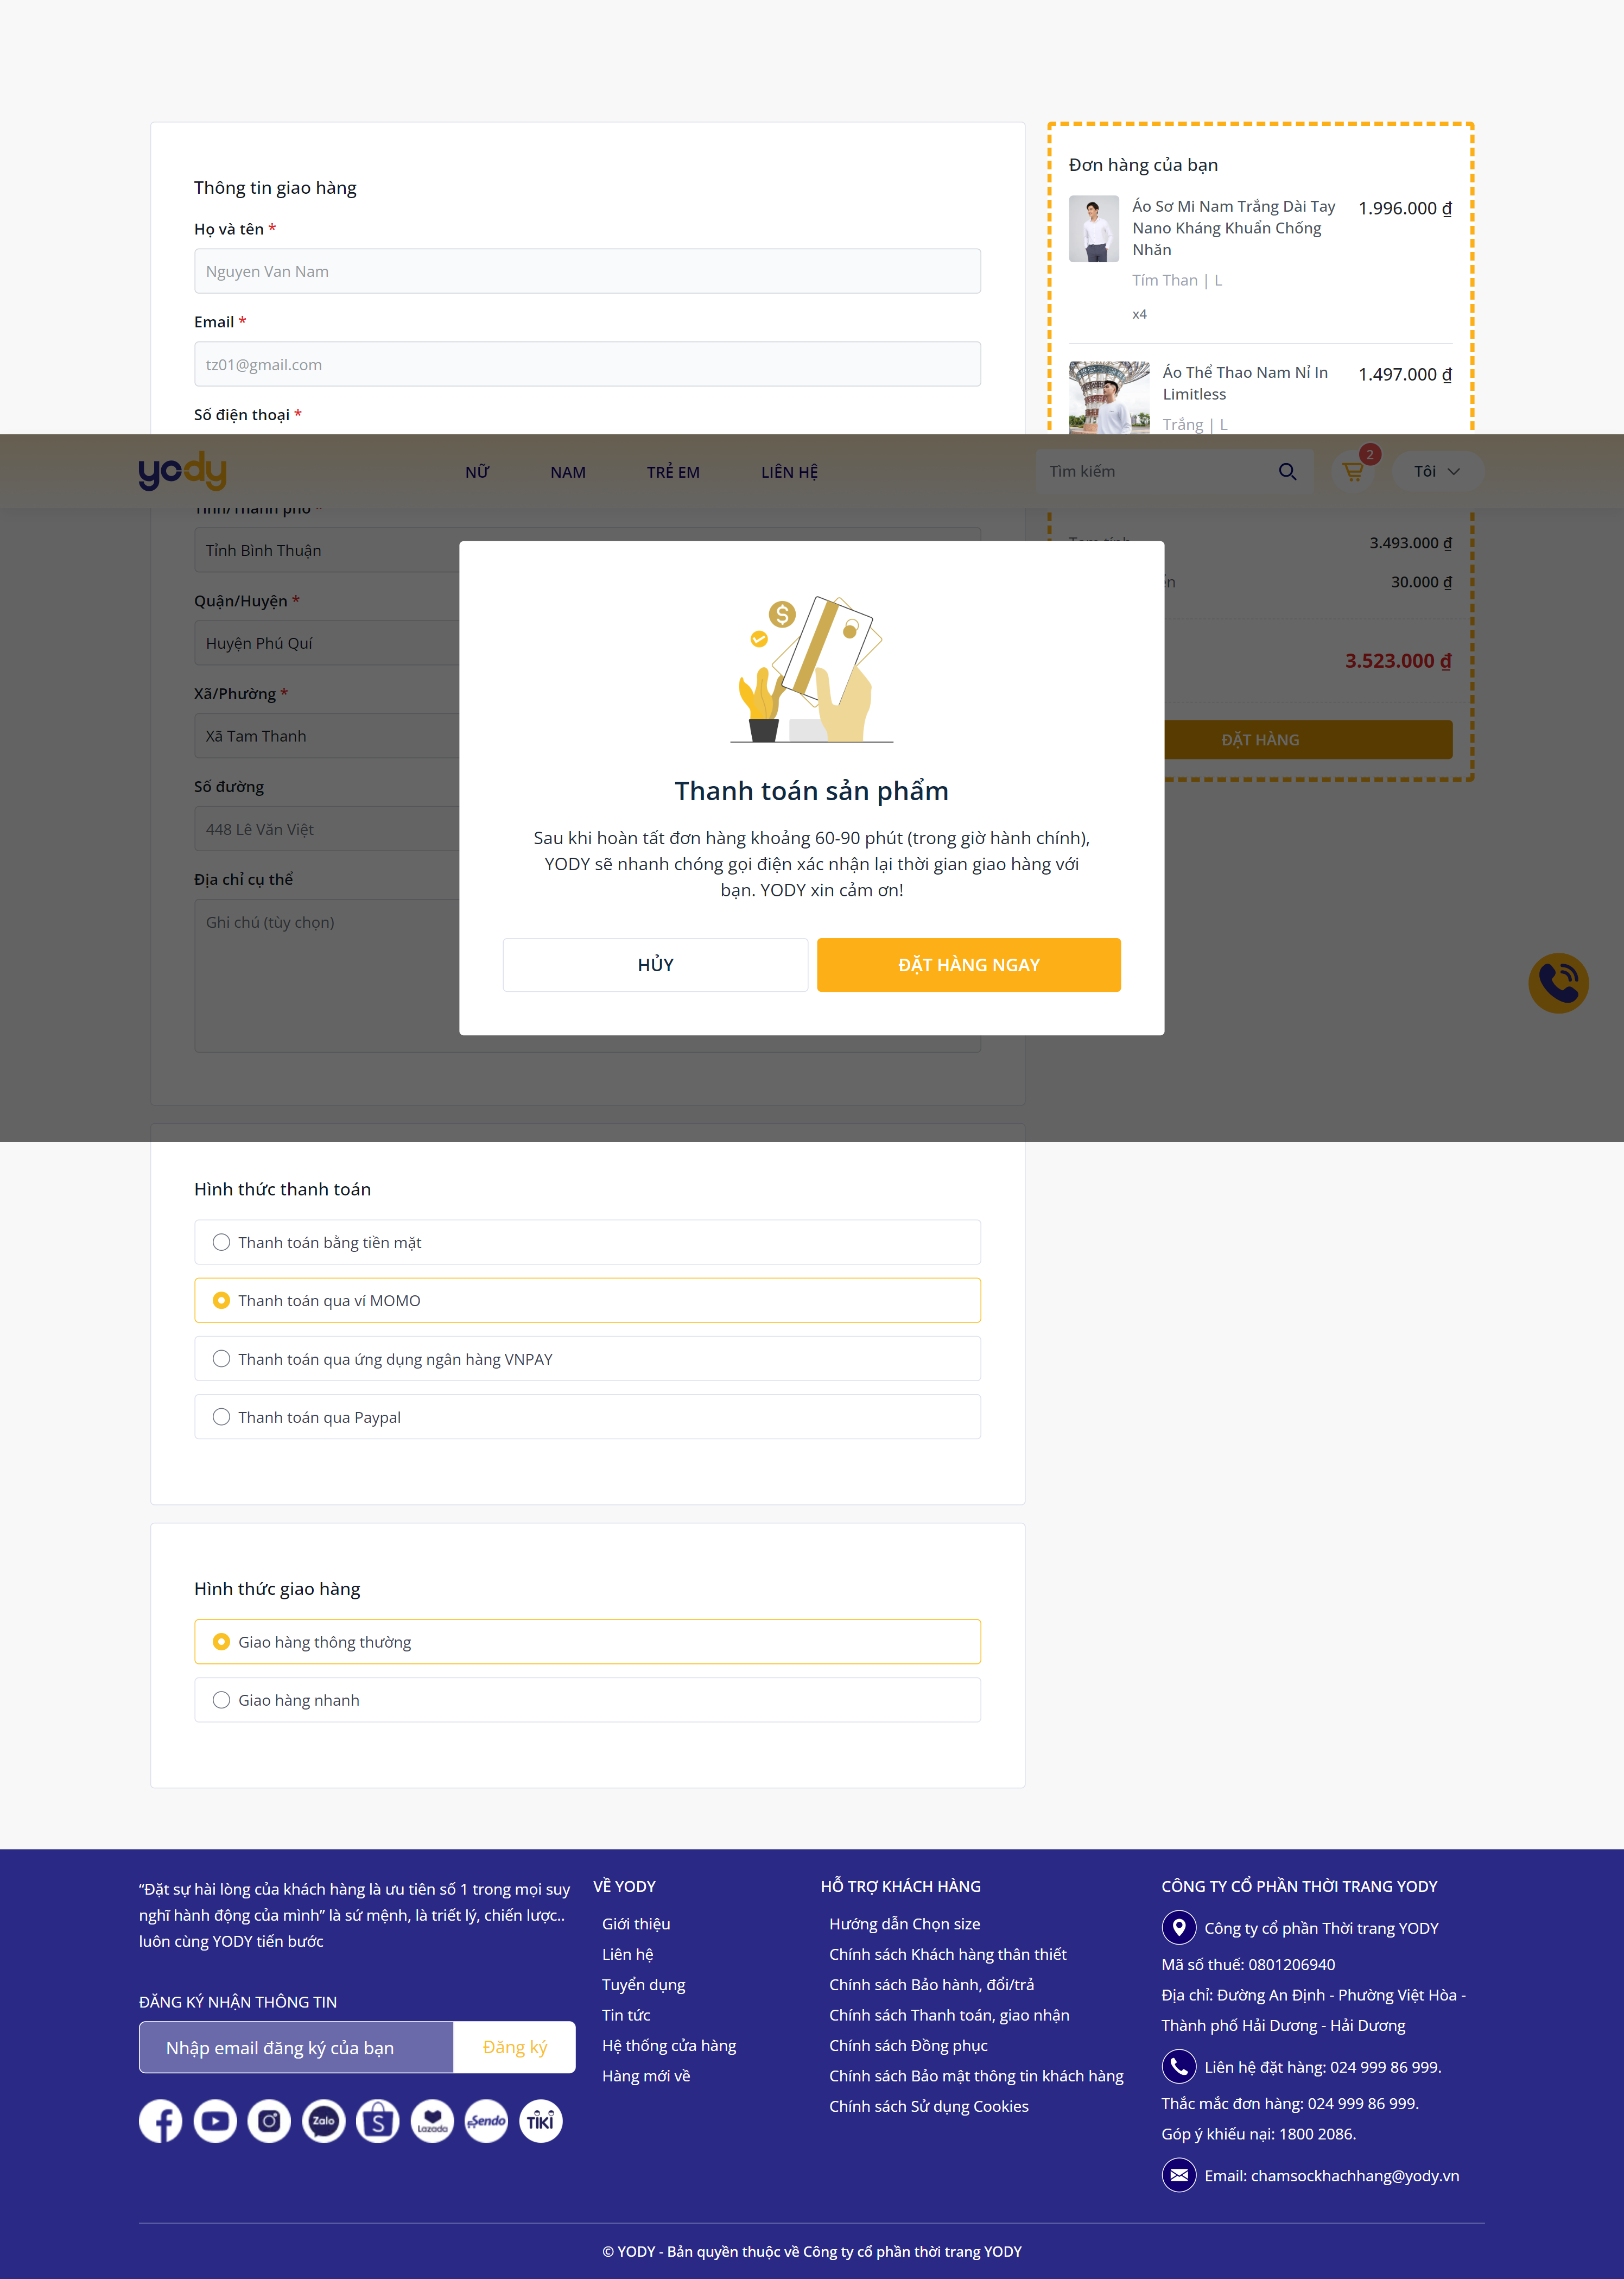 Thông tin giao hàng
Họ và tên *
Nguyen Van Nam
Email *
tz01@gmail.com
Số điện thoại *
Đơn hàng của bạn
Áo Sơ Mi Nam Trắng Dài Tay
Nano Kháng Khuẩn Chống
Nhăn
1.996.000 ₫
Tím Than | L
x4
Áo Thể Thao Nam Nỉ In
Limitless
1.497.000 ₫
Trắng | L
yody
NỮ
NAM
TRẺ EM
LIÊN HỆ
Tìm kiếm
2
Tôi
Tỉnh/Thành phố *
Tỉnh Bình Thuận
Quận/Huyện *
Huyện Phú Quí
Xã/Phường *
Xã Tam Thanh
Số đường
448 Lê Văn Việt
Địa chỉ cụ thể
Ghi chú (tùy chọn)
Tạm tính
3.493.000 ₫
30.000 ₫
3.523.000 ₫
ĐẶT HÀNG
Thanh toán sản phẩm
Sau khi hoàn tất đơn hàng khoảng 60-90 phút (trong giờ hành chính),
YODY sẽ nhanh chóng gọi điện xác nhận lại thời gian giao hàng với
bạn. YODY xin cảm ơn!
HỦY
ĐẶT HÀNG NGAY
Hình thức thanh toán
Thanh toán bằng tiền mặt
Thanh toán qua ví MOMO
Thanh toán qua ứng dụng ngân hàng VNPAY
Thanh toán qua Paypal
Hình thức giao hàng
Giao hàng thông thường
Giao hàng nhanh
“Đặt sự hài lòng của khách hàng là ưu tiên số 1 trong mọi suy
nghĩ hành động của mình” là sứ mệnh, là triết lý, chiến lược..
luôn cùng YODY tiến bước
ĐĂNG KÝ NHẬN THÔNG TIN
Nhập email đăng ký của bạn
Đăng ký
Zalo
Lazada
Sendo
TIKI
VỀ YODY
Giới thiệu
Liên hệ
Tuyển dụng
Tin tức
Hệ thống cửa hàng
Hàng mới về
HỖ TRỢ KHÁCH HÀNG
Hướng dẫn Chọn size
Chính sách Khách hàng thân thiết
Chính sách Bảo hành, đổi/trả
Chính sách Thanh toán, giao nhận
Chính sách Đồng phục
Chính sách Bảo mật thông tin khách hàng
Chính sách Sử dụng Cookies
CÔNG TY CỔ PHẦN THỜI TRANG YODY
Công ty cổ phần Thời trang YODY
Mã số thuế: 0801206940
Địa chỉ: Đường An Định - Phường Việt Hòa -
Thành phố Hải Dương - Hải Dương
Liên hệ đặt hàng: 024 999 86 999.
Thắc mắc đơn hàng: 024 999 86 999.
Góp ý khiếu nại: 1800 2086.
Email: chamsockhachhang@yody.vn
© YODY - Bản quyền thuộc về Công ty cổ phần thời trang YODY